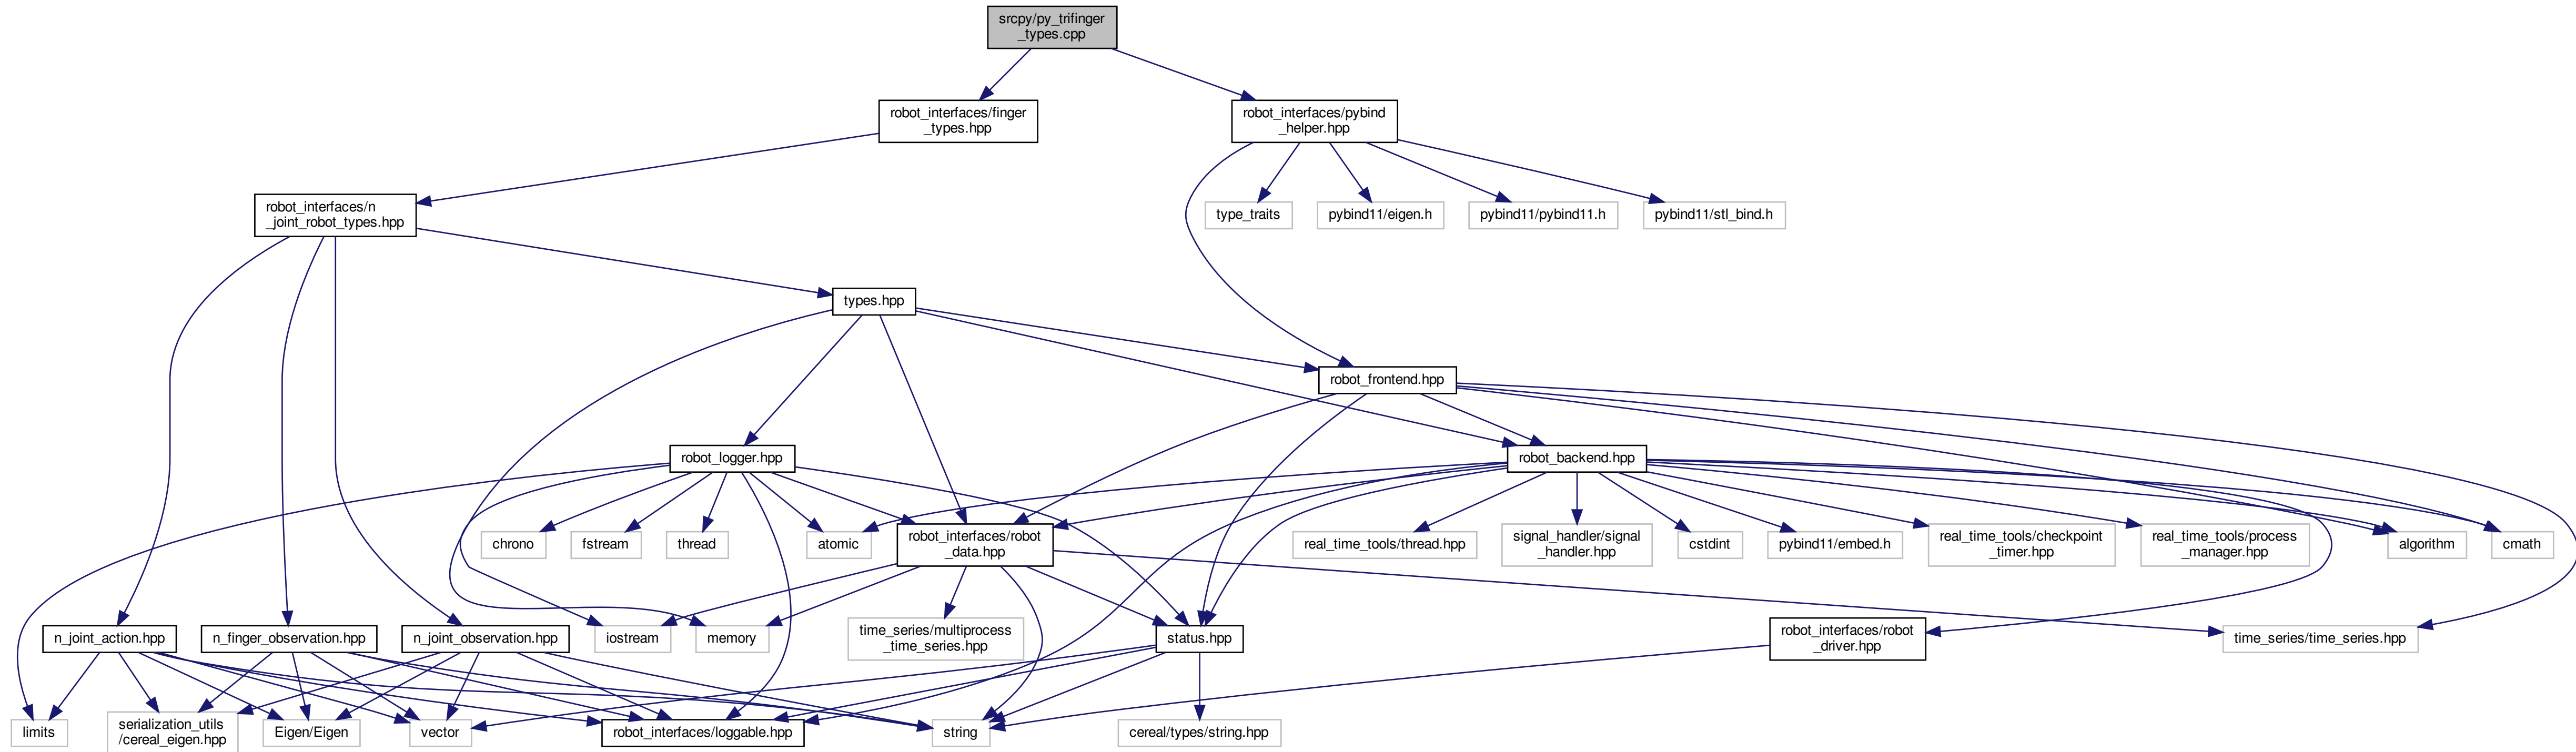 srcpy/py_trifinger
_types.cpp
robot_interfaces/finger
_types.hpp
robot_interfaces/pybind
_helper.hpp
robot_interfaces/n
_joint_robot_types.hpp
type_traits
pybind11/eigen.h
pybind11/pybind11.h
pybind11/stl_bind.h
types.hpp
robot_frontend.hpp
robot_logger.hpp
robot_backend.hpp
chrono
fstream
thread
atomic
robot_interfaces/robot
_data.hpp
real_time_tools/thread.hpp
signal_handler/signal
_handler.hpp
cstdint
pybind11/embed.h
real_time_tools/checkpoint
_timer.hpp
real_time_tools/process
_manager.hpp
algorithm
cmath
n_joint_action.hpp
n_finger_observation.hpp
n_joint_observation.hpp
iostream
memory
time_series/multiprocess
_time_series.hpp
status.hpp
robot_interfaces/robot
_driver.hpp
time_series/time_series.hpp
limits
serialization_utils
/cereal_eigen.hpp
Eigen/Eigen
vector
robot_interfaces/loggable.hpp
string
cereal/types/string.hpp